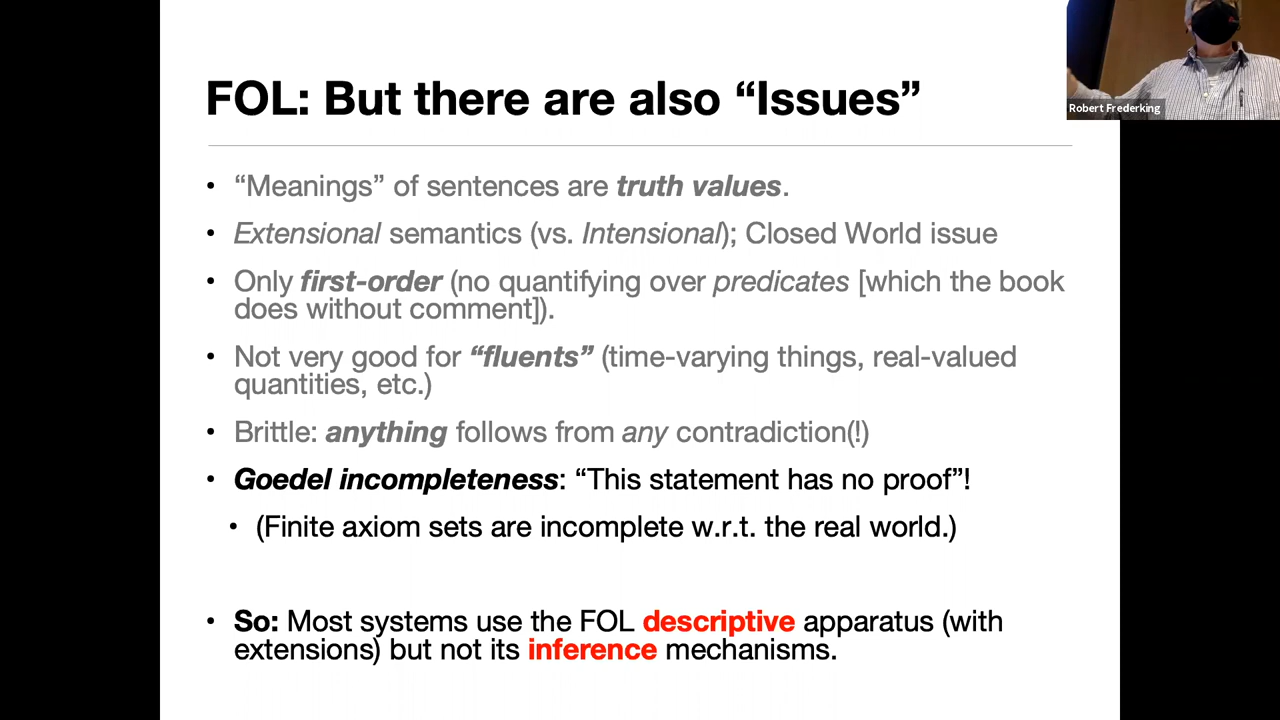 FOL: But there are also “Issues”
Robert Frederking
• “Meanings” of sentences are truth values.
• Extensional semantics (vs. Intensional); Closed World issue
• Only first-order (no quantifying over predicates [which the book
does without comment]).
• Not very good for “fluents” (time-varying things, real-valued
quantities, etc.)
• Brittle: anything follows from any contradiction(!)
• Goedel incompleteness: “This statement has no proof”!
• (Finite axiom sets are incomplete w.r.t. the real world.)
• So: Most systems use the FOL descriptive apparatus (with
extensions) but not its inference mechanisms.